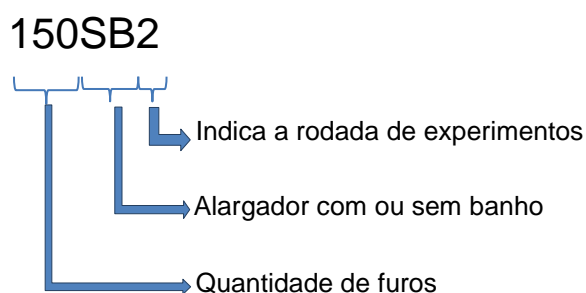 150SB2
Indica a rodada de experimentos
Alargador com ou sem banho
Quantidade de furos